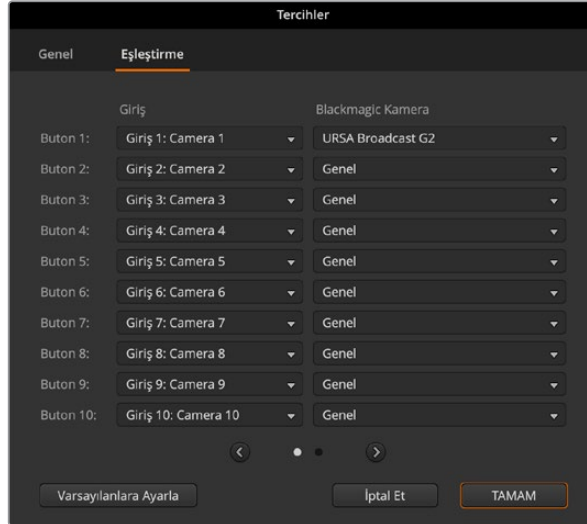 Tercihler
Genel Eşleştirme
Giriş Blackmagic Kamera
Buton 1: Giriş 1: Camera 1 URSA Broadcast G2
Buton 2: Giriş 2: Camera 2 Genel
Buton 3: Giriş 3: Camera 3 Genel
Buton 4: Giriş 4: Camera 4 Genel
Buton 5: Giriş 5: Camera 5 Genel
Buton 6: Giriş 6: Camera 6 Genel
Buton 7: Giriş 7: Camera 7 Genel
Buton 8: Giriş 8: Camera 8 Genel
Buton 9: Giriş 9: Camera 9 Genel
Buton 10: Giriş 10: Camera 10 Genel
Varsayılanlara Ayarla İptal Et TAMAM